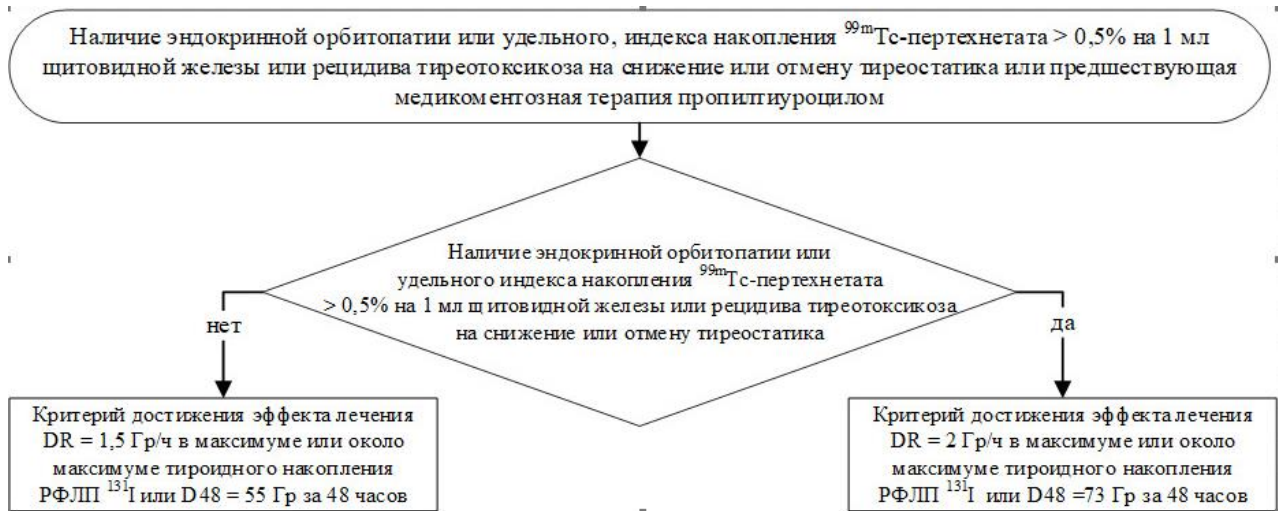 Наличие эндокринной орбитопатии или удельного, индекса накопления ⁹⁹ᵐTc-пертехнетата > 0,5% на 1 мл
щитовидной железы или рецидива тиреотоксикоза на снижение или отмену тиреостатика или предшествующая
медикоментозная терапия пропилтиуроцилом
Наличие эндокринной орбитопатии или
удельного индекса накопления ⁹⁹ᵐTc-пертехнетата
> 0,5% на 1 мл щитовидной железы или рецидива тиреотоксикоза
на снижение или отмену тиреостатика
нет
да
Критерий достижения эффекта лечения
DR = 1,5 Гр/ч в максимуме или около
максимуме тироидного накопления
РФЛП ¹³¹I или D48 = 55 Гр за 48 часов
Критерий достижения эффекта лечения
DR = 2 Гр/ч в максимуме или около
максимуме тироидного накопления
РФЛП ¹³¹I или D48 =73 Гр за 48 часов